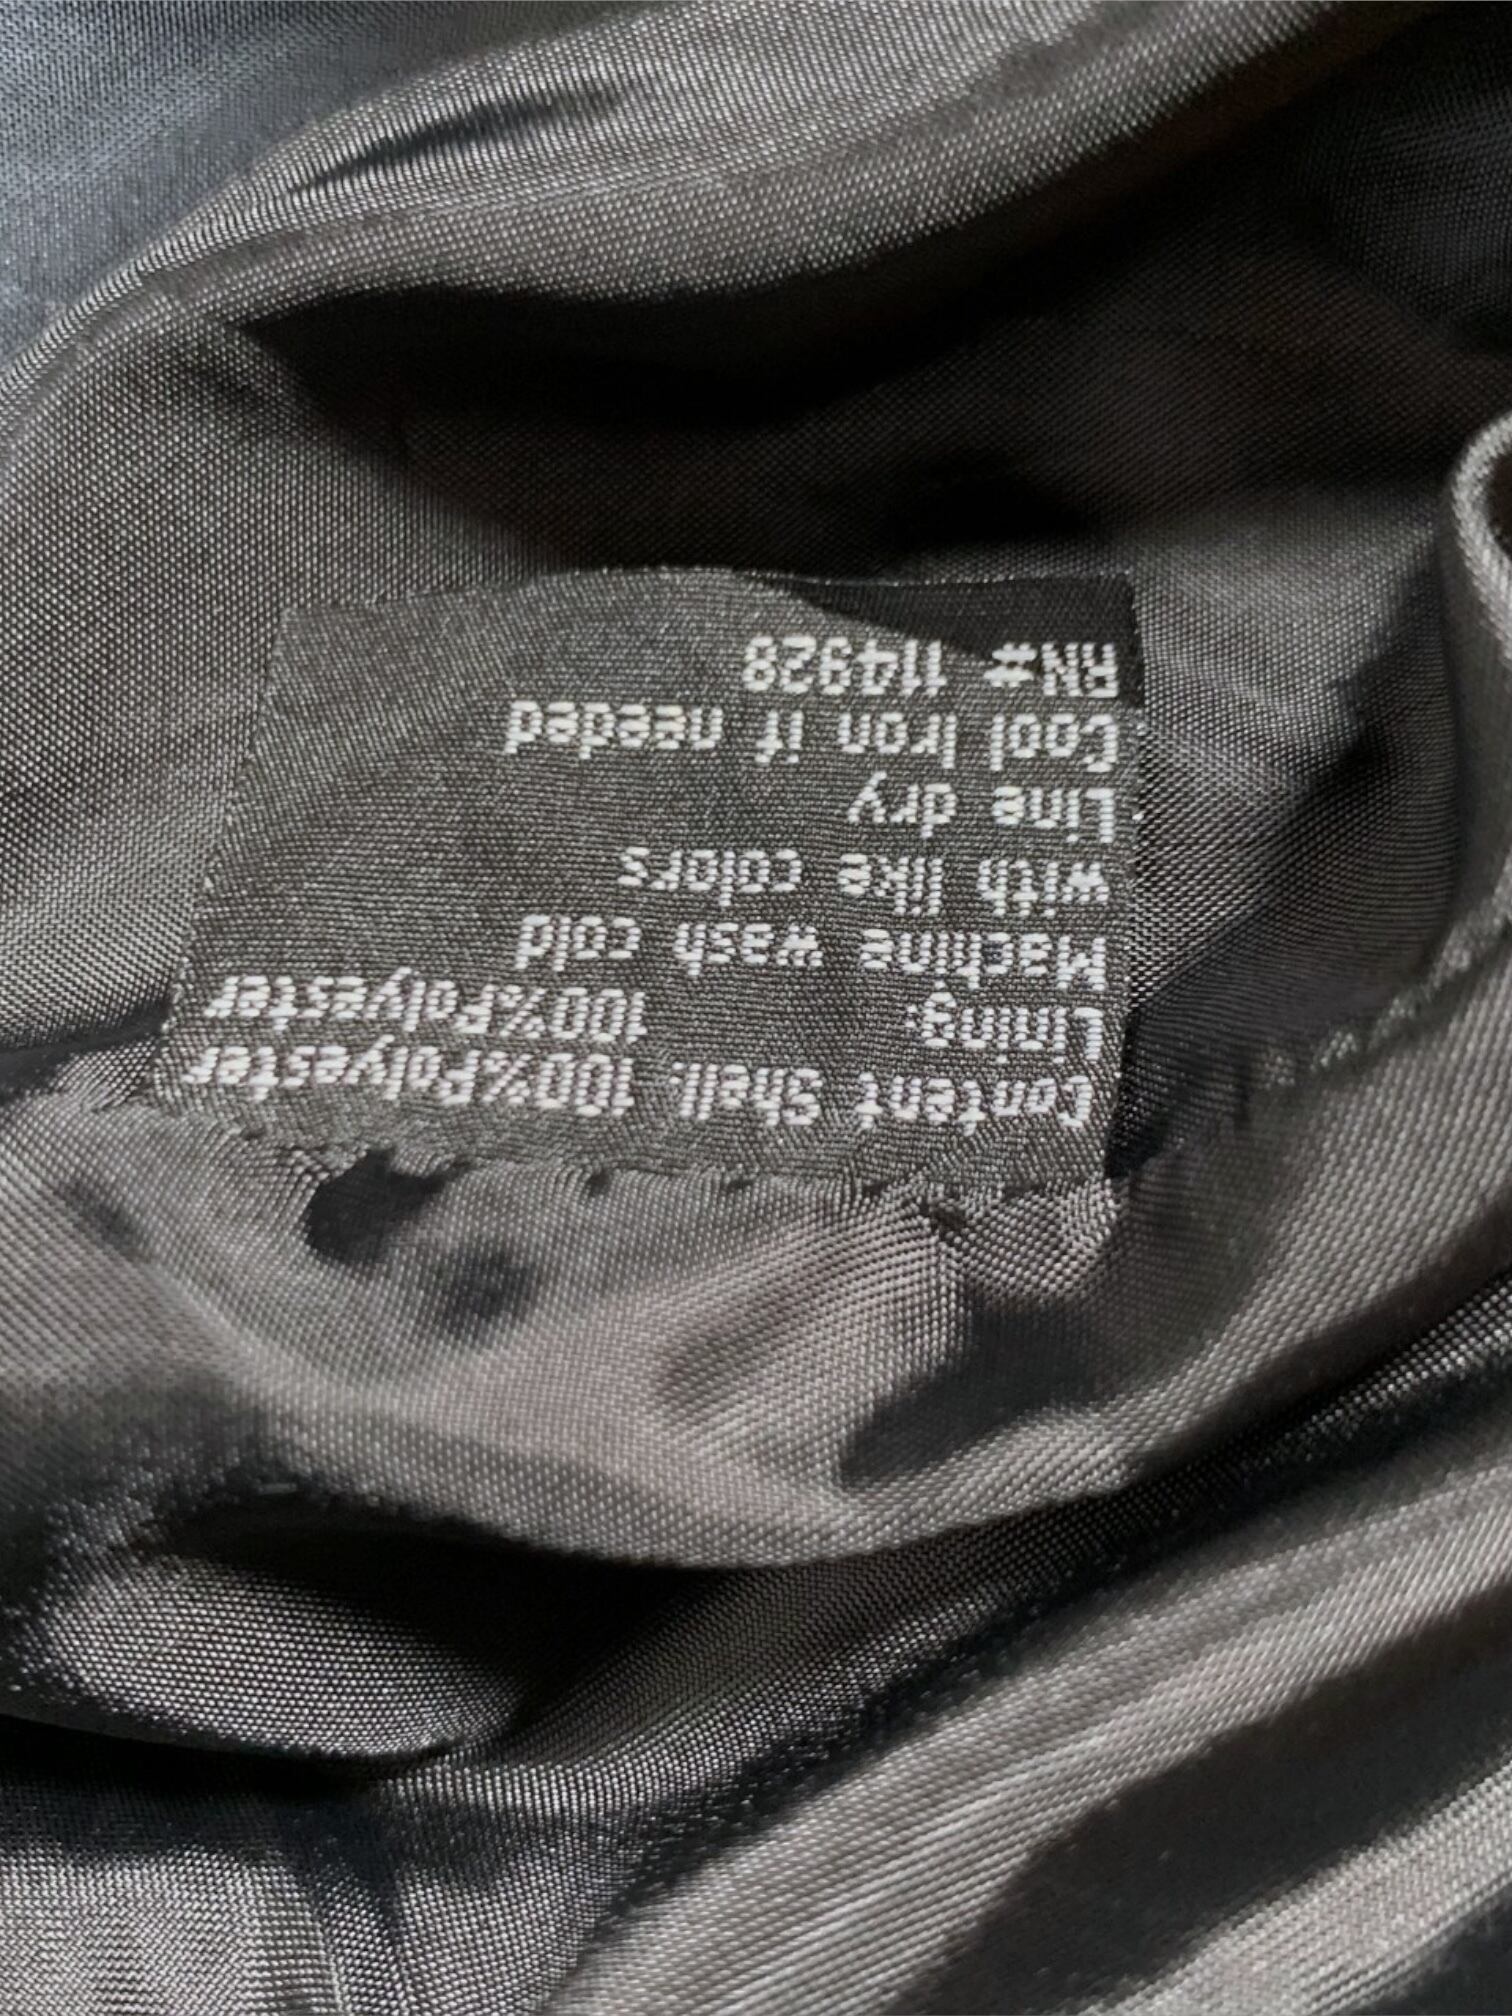 Content Shell: 100%Polyester
Lining: 100%Polyester
Machine wash cold
with like colors
Line dry
Cool Iron if needed
RN# 114928